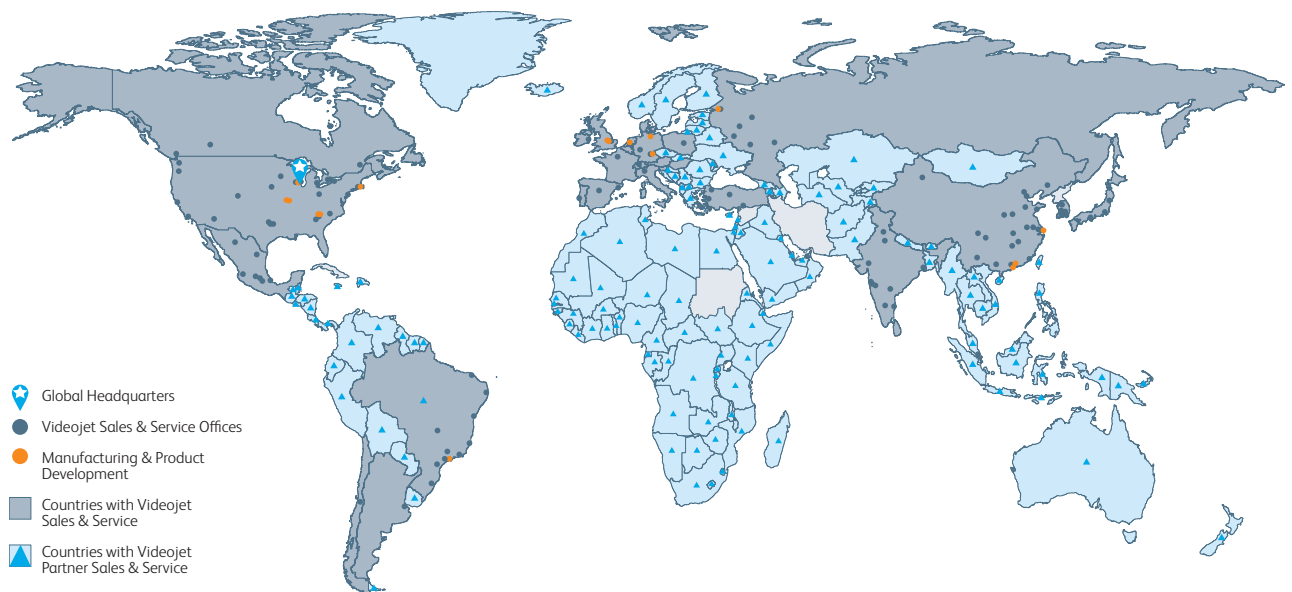 Global Headquarters
Videojet Sales & Service Offices
Manufacturing & Product
Development
Countries with Videojet
Sales & Service
Countries with Videojet
Partner Sales & Service